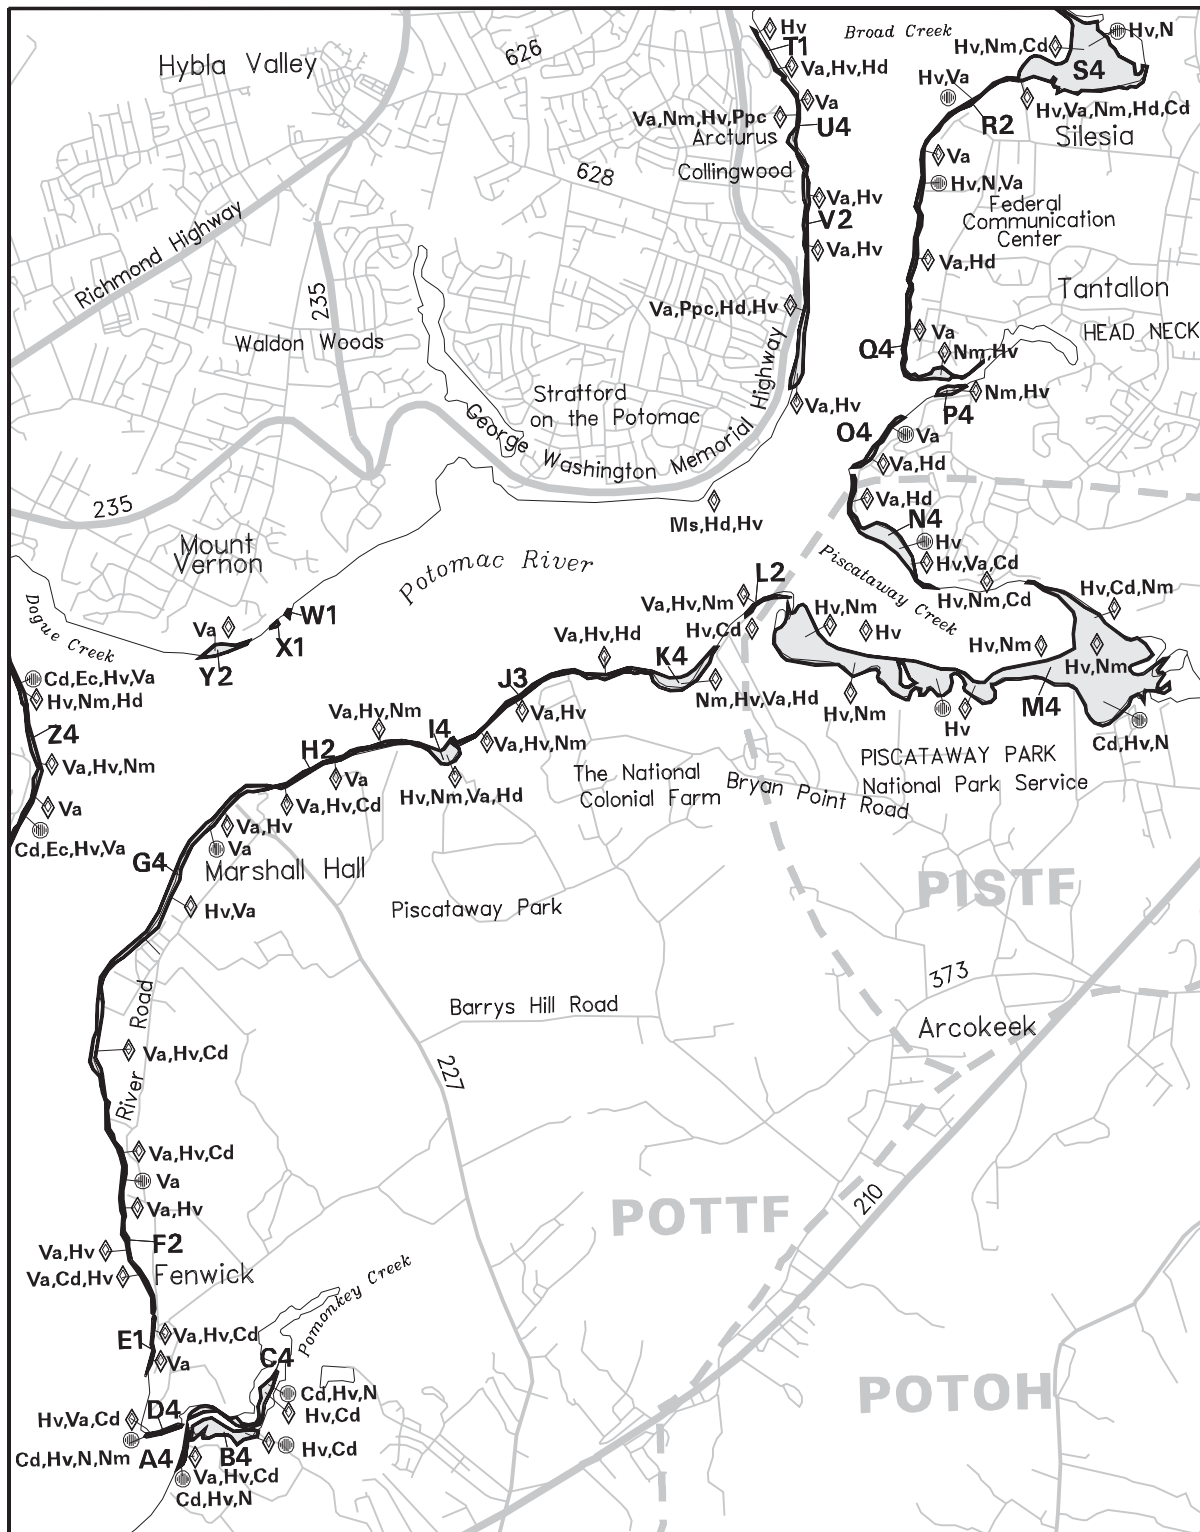 Hv
Broad Creek
Hv,N
626
T1
Hv,Nm,Cd
Hybla Valley
Va,Hv,Hd
S4
Hv,Va
Va
Va,Nm,Hv,Ppc
U4
Hv,Va,Nm,Hd,Cd
Arcturus
R2
Silesia
628
Collingwood
Va
Hv,N,Va
Va,Hv
Federal
Communication
Center
V2
Richmond Highway
Va,Hv
Va,Hd
235
Tantallon
Va,Ppc,Hd,Hv
Va
HEAD NECK
Waldon Woods
Q4
Nm,Hv
Stratford
on the Potomac
Nm,Hv
Va,Hv
P4
George Washington Memorial Highway
O4
Va
Va,Hd
235
Va,Hd
Ms,Hd,Hv
N4
Mount
Vernon
Hv
Potomac River
Piscataway Creek
Hv,Va,Cd
L2
Dogue Creek
Va,Hv,Nm
Hv,Nm,Cd
Hv,Cd,Nm
W1
Hv,Nm
Va
X1
Va,Hv,Hd
Hv,Cd
Hv
Hv,Nm
Hv,Nm
Y2
K4
Cd,Ec,Hv,Va
J3
Hv,Nm,Hd
Nm,Hv,Va,Hd
Hv,Nm
M4
Va,Hv,Nm
Va,Hv
I4
Hv
Z4
H2
Va,Hv,Nm
Cd,Hv,N
PISCATAWAY PARK
National Park Service
Va,Hv,Nm
Va
The National
Colonial Farm
Bryan Point Road
Hv,Nm,Va,Hd
Va
Va,Hv,Cd
Va,Hv
Cd,Ec,Hv,Va
Va
G4
Marshall Hall
PISTF
Hv,Va
Piscataway Park
373
River Road
Barrys Hill Road
Arcokeek
Va,Hv,Cd
227
Va,Hv,Cd
Va
210
Va,Hv
POTTF
F2
Va,Hv
Va,Cd,Hv
Fenwick
Pomonkey Creek
E1
Va,Hv,Cd
C4
Va
Cd,Hv,N
POTOH
D4
Hv,Va,Cd
Hv,Cd
Cd,Hv,N,Nm
A4
B4
Hv,Cd
Va,Hv,Cd
Cd,Hv,N